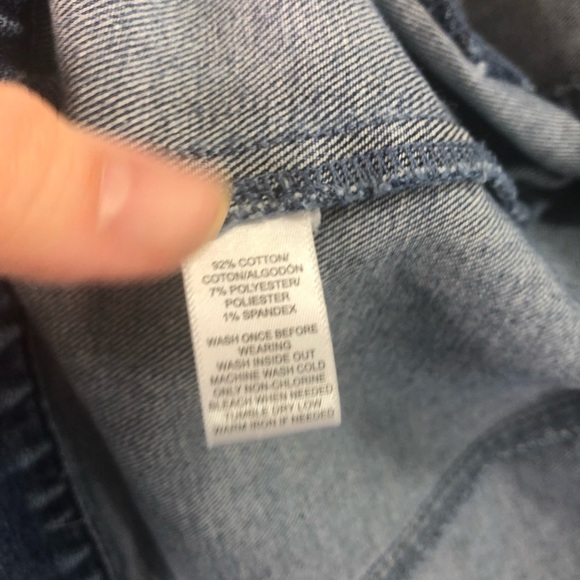 92% COTTON/
COTON/ALGODÓN
7% POLYESTER/
POLIESTER
1% SPANDEX
WASH ONCE BEFORE
WEARING
WASH INSIDE OUT
MACHINE WASH COLD
ONLY NON-CHLORINE
BLEACH WHEN NEEDED
TUMBLE DRY LOW
WARM IRON IF NEEDED